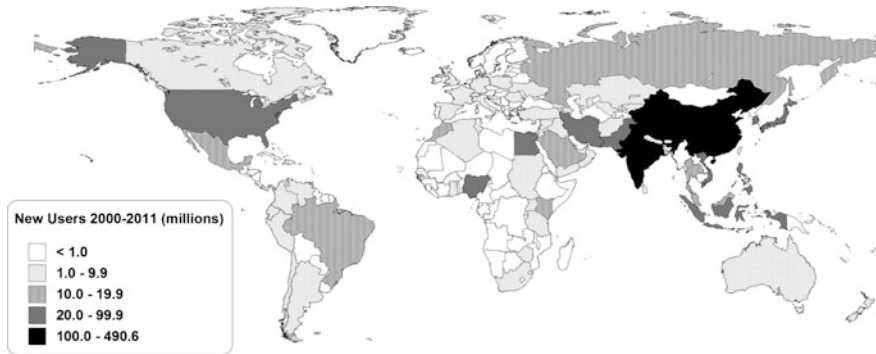 New Users 2000-2011 (millions)
< 1.0
1.0 - 9.9
10.0 - 19.9
20.0 - 99.9
100.0 - 490.6